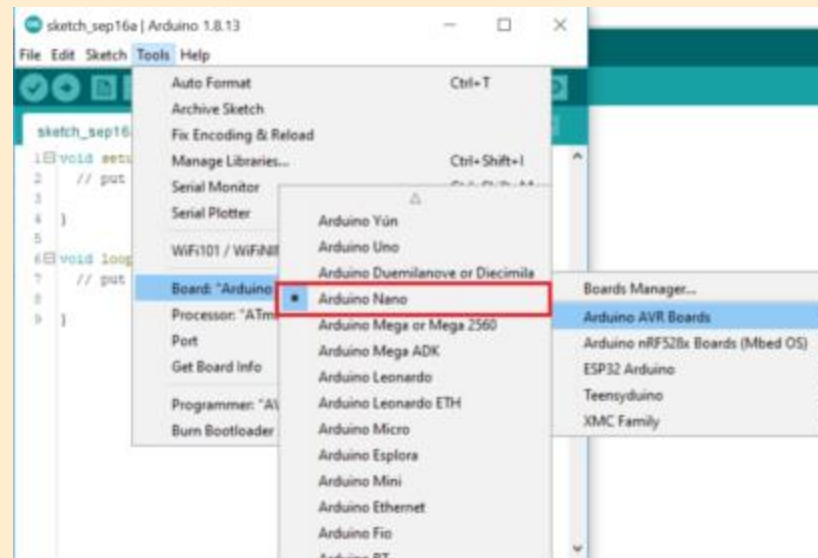 sketch_sep16a | Arduino 1.8.13
File Edit Sketch Tools Help
Auto Format Ctrl+T
Archive Sketch
Fix Encoding & Reload
Manage Libraries... Ctrl+Shift+I
Serial Monitor
Serial Plotter
WiFi101 /
Board: "Arduino
Processor:
Port
Get Board Info
Programmer:
Burn Bootloader
sketch_sep16
1 void
2 // put
3
4 }
5
6 void loop
7 // put
8
9 }
Arduino Yún
Arduino Uno
Arduino Duemilanove or Diecimila
Arduino Nano
Arduino Mega or Mega 2560
Arduino Mega ADK
Arduino Leonardo
Arduino Leonardo ETH
Arduino Micro
Arduino Esplora
Arduino Mini
Arduino Ethernet
Arduino Fio
Boards Manager...
Arduino AVR Boards
Arduino nRF528x Boards (Mbed OS)
ESP32 Arduino
Teensyduino
XMC Family